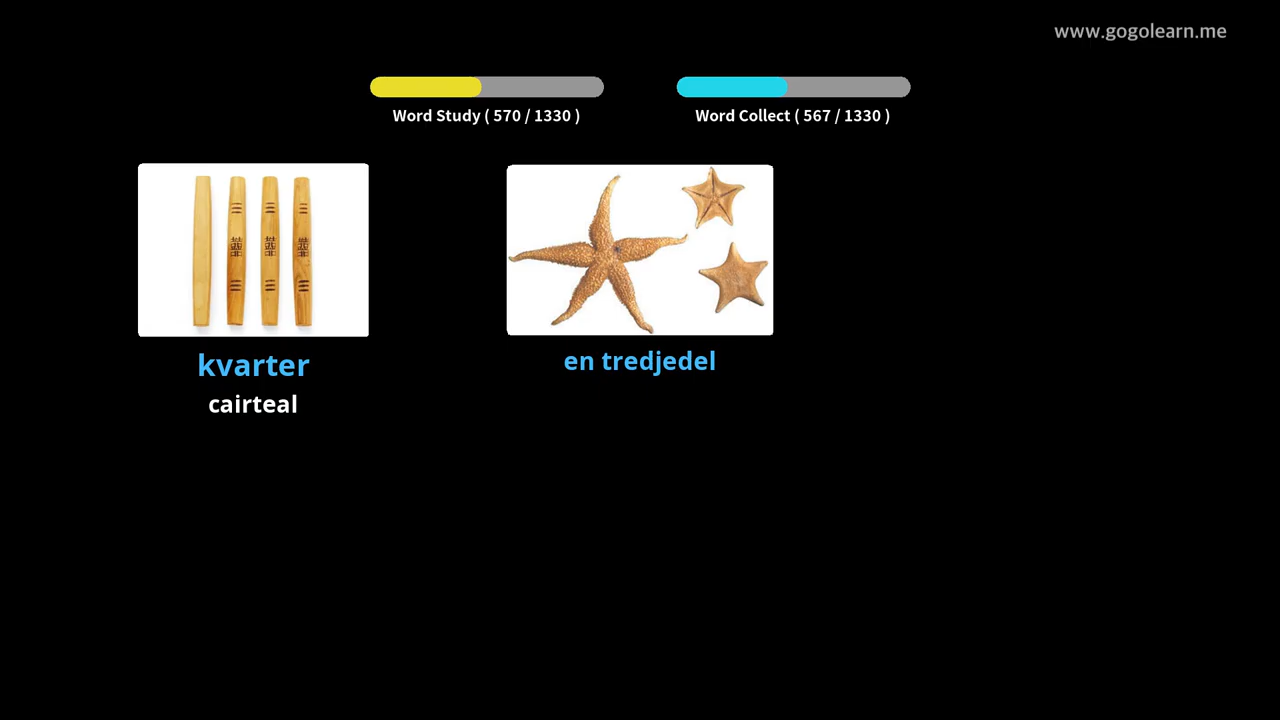 www.gogolearn.me
Word Study ( 570 / 1330 )
Word Collect ( 567 / 1330 )
kvarter
cairteal
en tredjedel